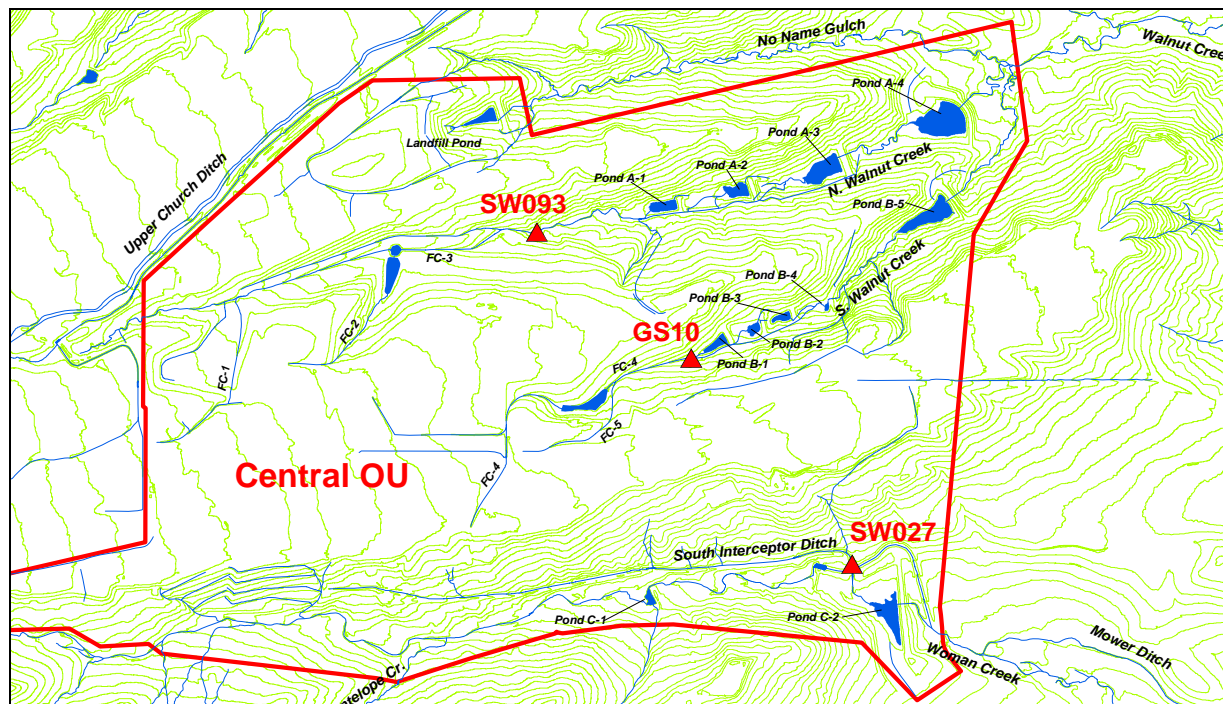 No Name Gulch
Walnut Cree
Pond A-4
Landfill Pond
Pond A-3
Pond A-2
N. Walnut Creek
Pond A-1
Upper Church Ditch
SW093
Pond B-5
FC-3
Pond B-4
S. Walnut Creek
Pond B-3
FC-2
GS10
Pond B-2
Pond B-1
FC-4
FC-1
FC-5
Central OU
FC-4
SW027
South Interceptor Ditch
Pond C-1
Pond C-2
Mower Ditch
Woman Creek
ntelope Cr.